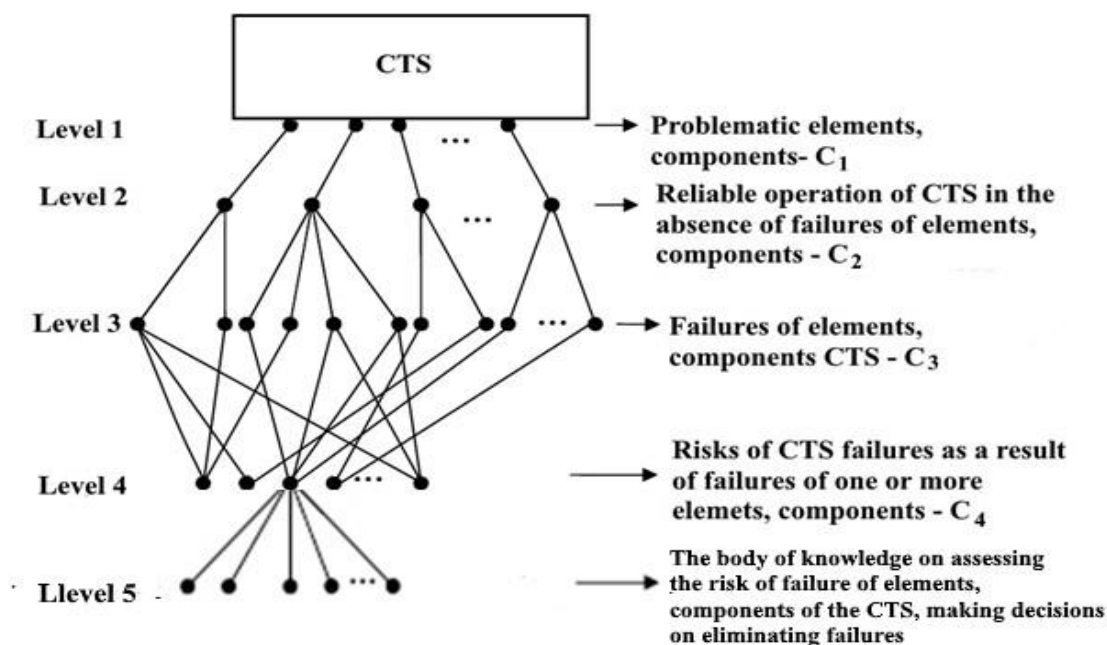 CTS
Level 1
Problematic elements,
components- C1
...
Level 2
Reliable operation of CTS in the
absence of failures of elements,
components - C2
...
Level 3
Failures of elements,
components CTS - C3
...
Level 4
Risks of CTS failures as a result
of failures of one or more
elemets, components - C4
...
Llevel 5
The body of knowledge on assessing
the risk of failure of elements,
components of the CTS, making decisions
on eliminating failures
...